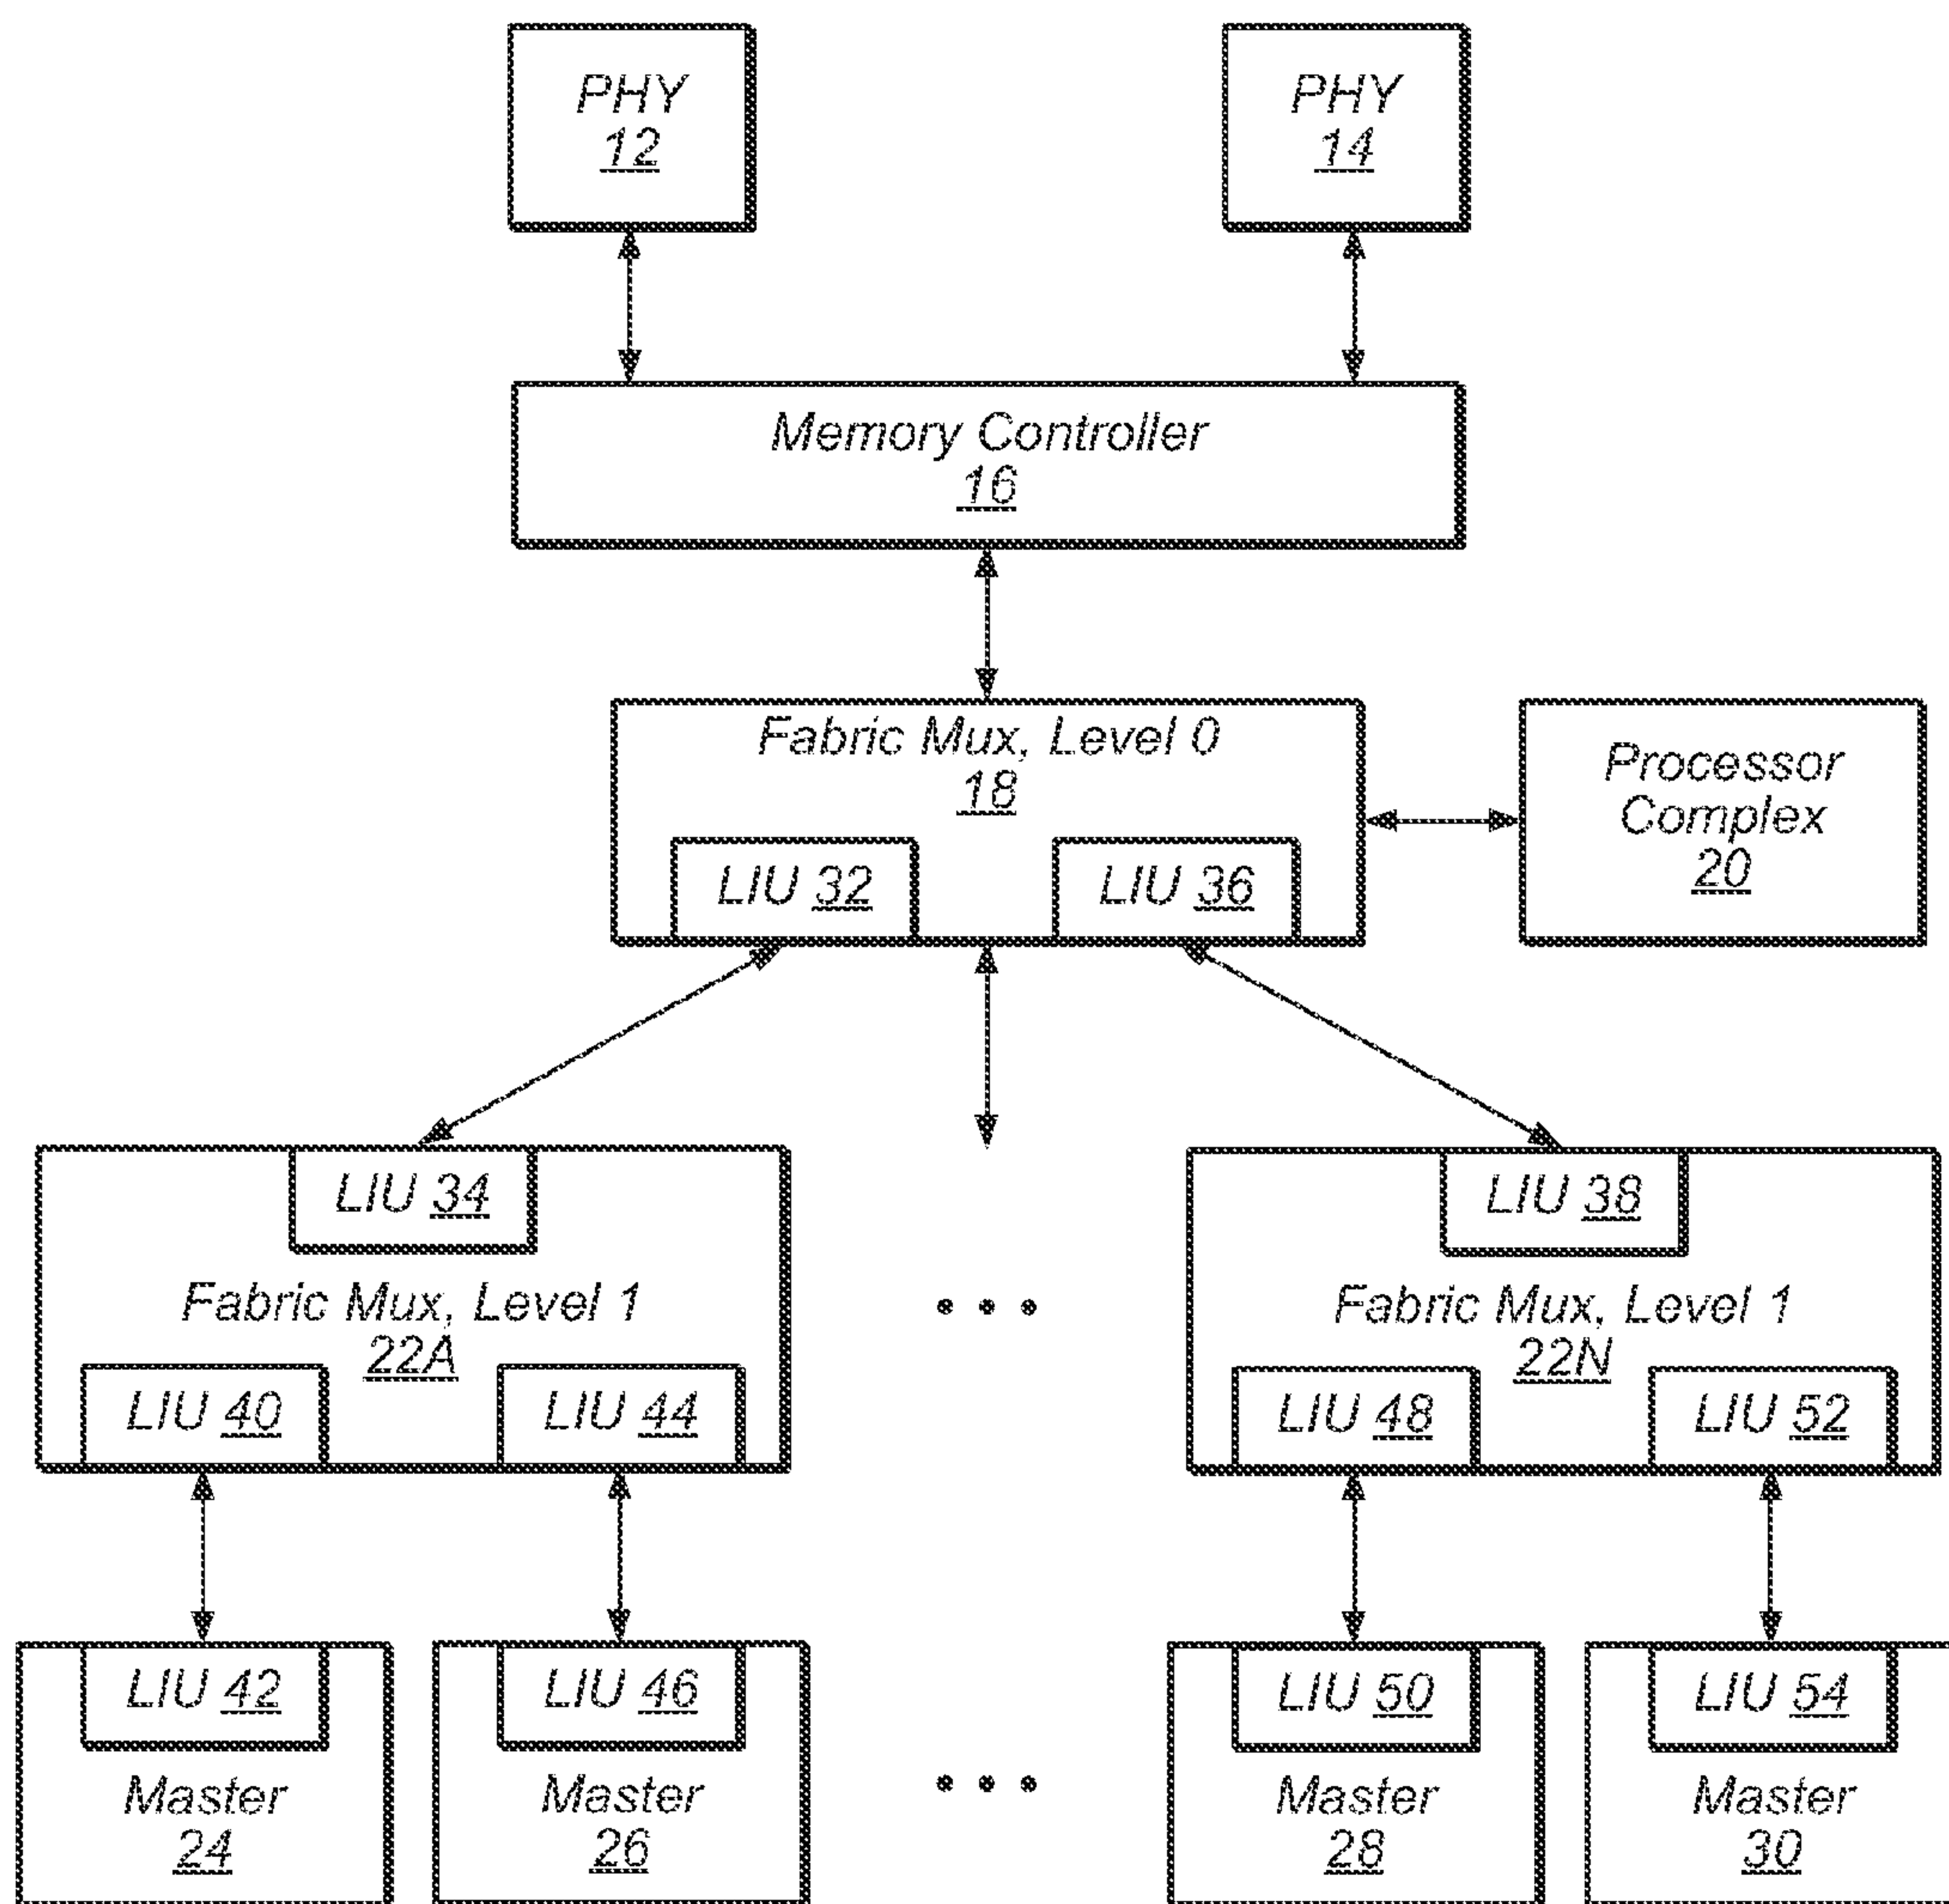 PHY
12
PHY
14
Memory Controller
16
Fabric Mux, Level 0
18
LIU 32
LIU 36
Processor
Complex
20
LIU 34
Fabric Mux, Level 1
22A
LIU 40
LIU 44
LIU 38
Fabric Mux, Level 1
22N
LIU 48
LIU 52
LIU 42
Master
24
LIU 46
Master
26
LIU 50
Master
28
LIU 54
Master
30